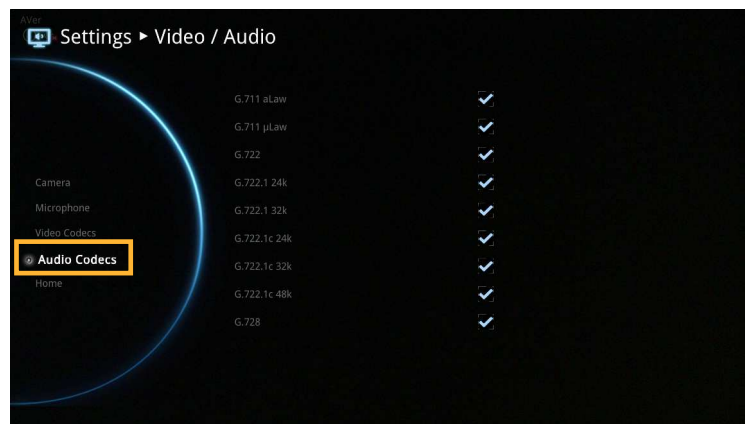 AVer
Settings ▸ Video / Audio
G.711 aLaw
G.711 µLaw
G.722
G.722.1 24k
G.722.1 32k
G.722.1c 24k
G.722.1c 32k
G.722.1c 48k
G.728
Camera
Microphone
Video Codecs
Audio Codecs
Home